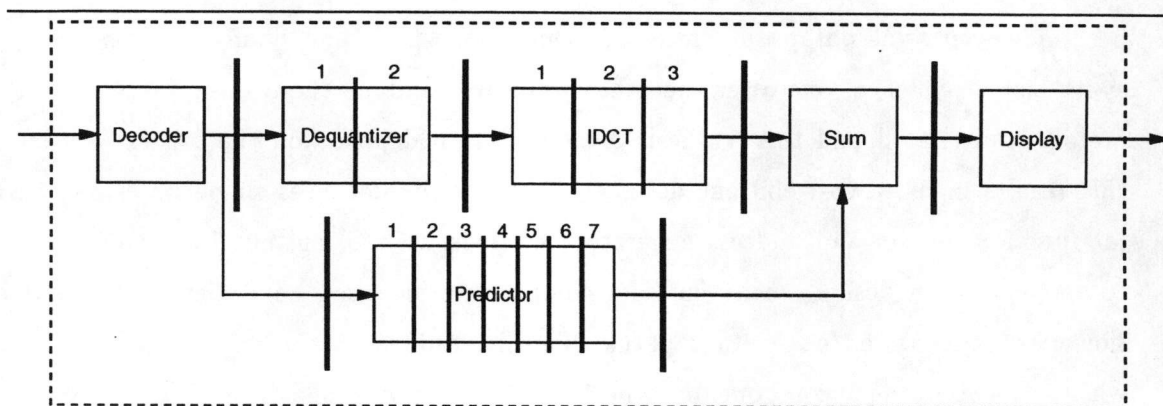 1 2
1 2 3
Decoder
Dequantizer
IDCT
Sum
Display
1 2 3 4 5 6 7
Predictor